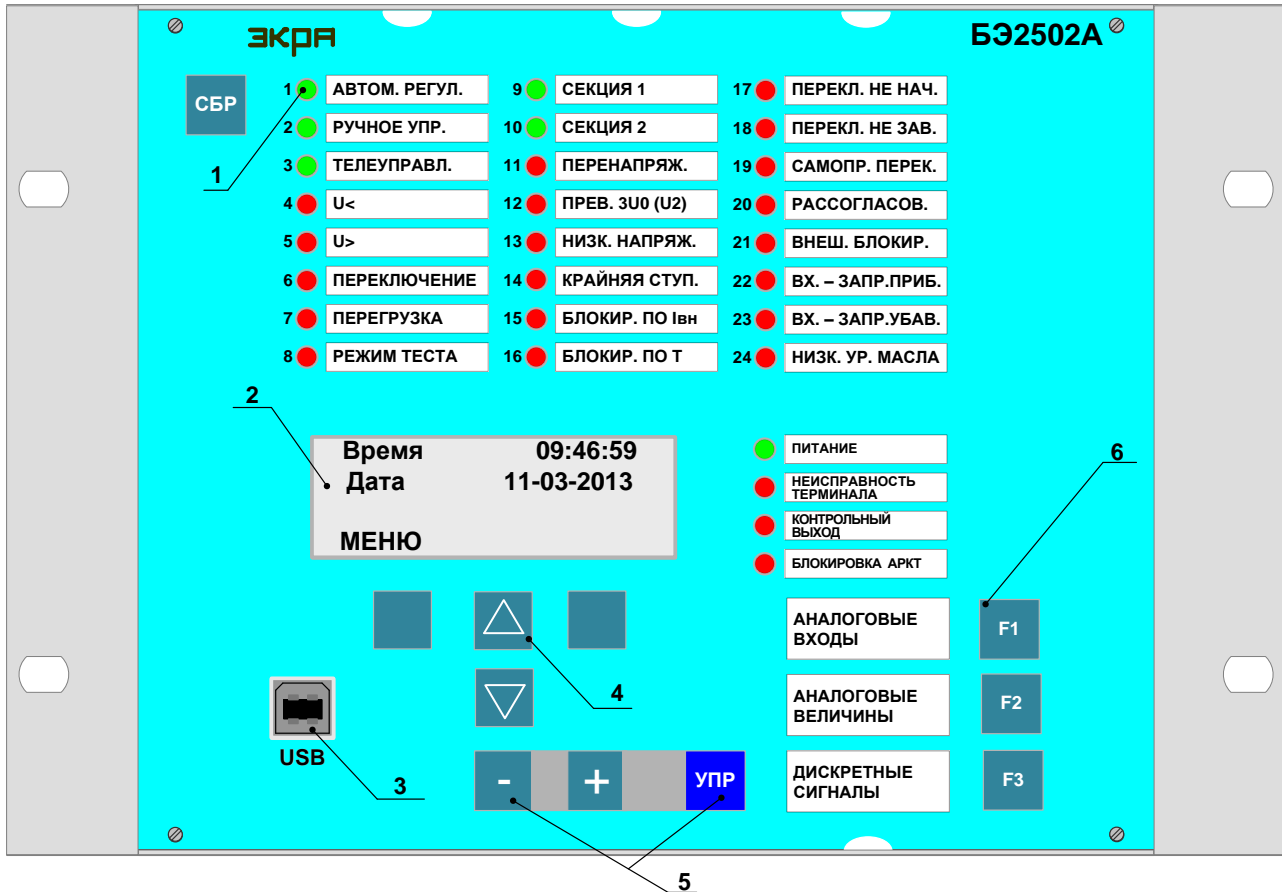 ЭКРА
БЭ2502А
СБР
1 АВТОМ. РЕГУЛ.
2 РУЧНОЕ УПР.
3 ТЕЛЕУПРАВЛ.
4 U<
5 U>
6 ПЕРЕКЛЮЧЕНИЕ
7 ПЕРЕГРУЗКА
8 РЕЖИМ ТЕСТА
9 СЕКЦИЯ 1
10 СЕКЦИЯ 2
11 ПЕРЕНАПРЯЖ.
12 ПРЕВ. 3U0 (U2)
13 НИЗК. НАПРЯЖ.
14 КРАЙНЯЯ СТУП.
15 БЛОКИР. ПО Iвн
16 БЛОКИР. ПО Т
17 ПЕРЕКЛ. НЕ НАЧ.
18 ПЕРЕКЛ. НЕ ЗАВ.
19 САМОПР. ПЕРЕК.
20 РАССОГЛАСОВ.
21 ВНЕШ. БЛОКИР.
22 ВХ. – ЗАПР.ПРИБ.
23 ВХ. – ЗАПР.УБАВ.
24 НИЗК. УР. МАСЛА
1
2
Время 09:46:59
Дата 11-03-2013
МЕНЮ
ПИТАНИЕ
НЕИСПРАВНОСТЬ
ТЕРМИНАЛА
КОНТРОЛЬНЫЙ
ВЫХОД
БЛОКИРОВКА АРКТ
6
АНАЛОГОВЫЕ
ВХОДЫ
F1
4
АНАЛОГОВЫЕ
ВЕЛИЧИНЫ
F2
USB
3
- + УПР
ДИСКРЕТНЫЕ
СИГНАЛЫ
F3
5